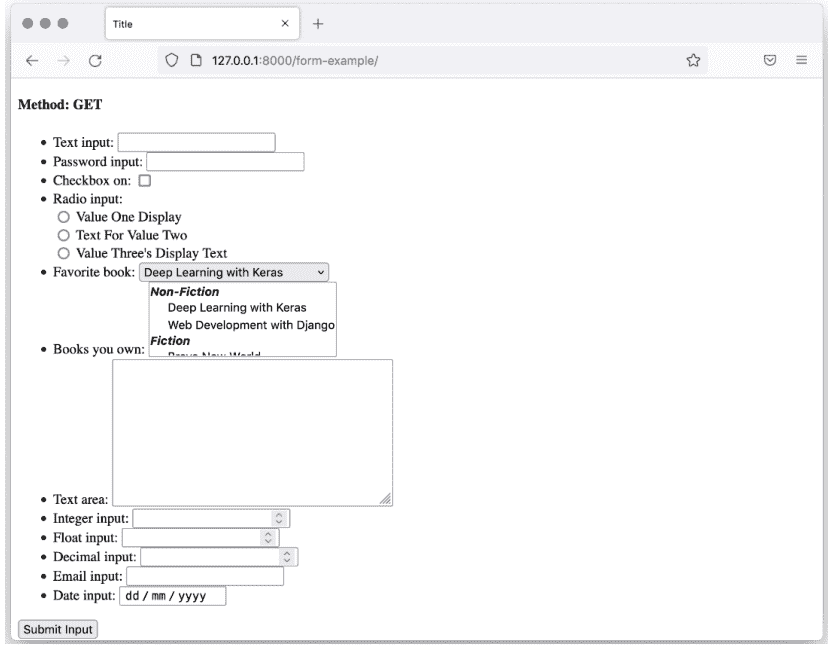 Title
127.0.0.1:8000/form-example/
Method: GET
Text input:
Password input:
Checkbox on:
Radio input:
Value One Display
Text For Value Two
Value Three's Display Text
Favorite book: Deep Learning with Keras
Non-Fiction
Deep Learning with Keras
Web Development with Django
Fiction
Brave New World
Books you own:
Text area:
Integer input:
Float input:
Decimal input:
Email input:
Date input: dd / mm / yyyy
Submit Input